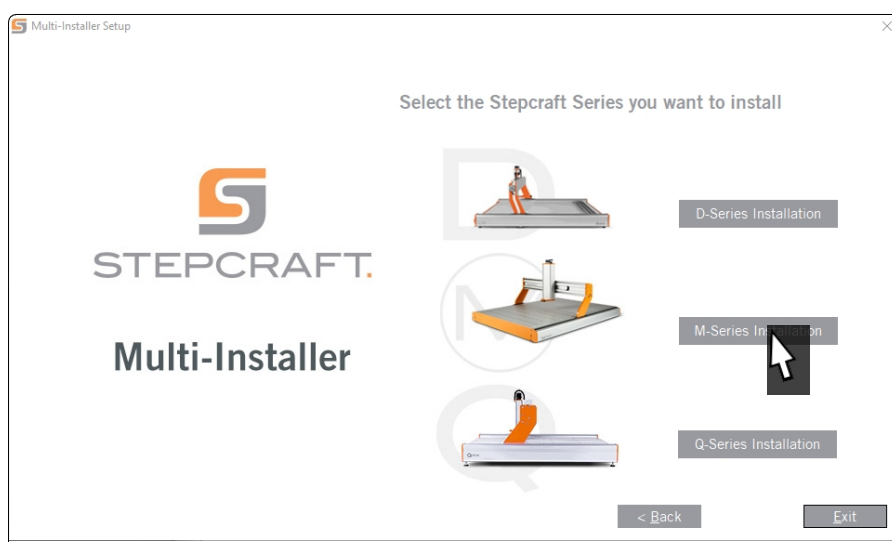 Multi-Installer Setup
Select the Stepcraft Series you want to install
D
D-Series Installation
STEPCRAFT.
M
M-Series Installation
Multi-Installer
Q
Q-Series Installation
< Back
Exit